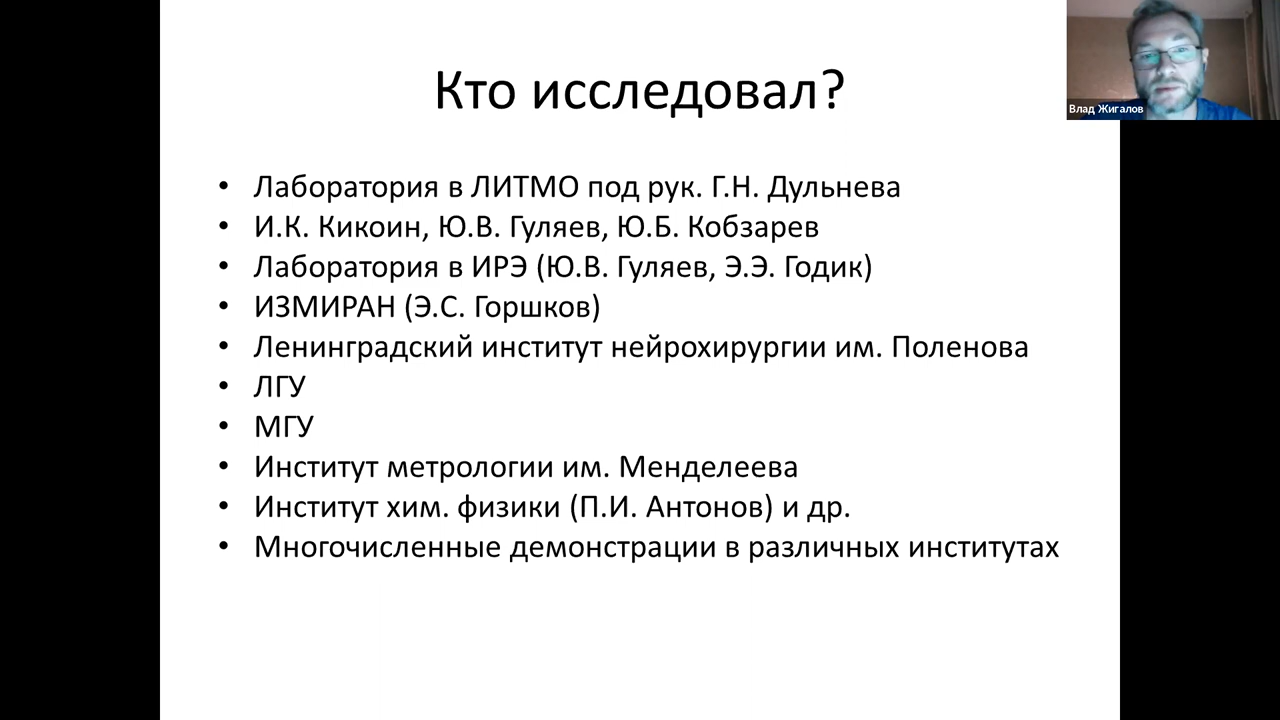 Кто исследовал?
Влад Жигалов
• Лаборатория в ЛИТМО под рук. Г.Н. Дульнева
• И.К. Кикоин, Ю.В. Гуляев, Ю.Б. Кобзарев
• Лаборатория в ИРЭ (Ю.В. Гуляев, Э.Э. Годик)
• ИЗМИРАН (Э.С. Горшков)
• Ленинградский институт нейрохирургии им. Поленова
• ЛГУ
• МГУ
• Институт метрологии им. Менделеева
• Институт хим. физики (П.И. Антонов) и др.
• Многочисленные демонстрации в различных институтах